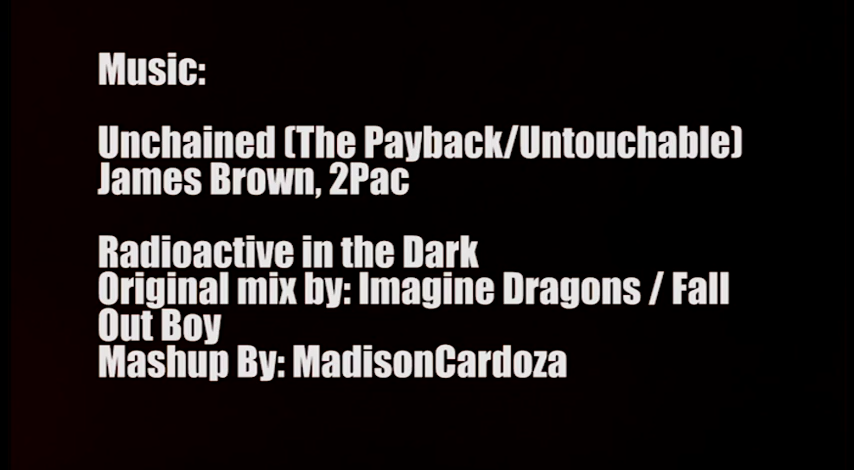 Music:
Unchained (The Payback/Untouchable)
James Brown, 2Pac
Radioactive in the Dark
Original mix by: Imagine Dragons / Fall
Out Boy
Mashup By: MadisonCardoza